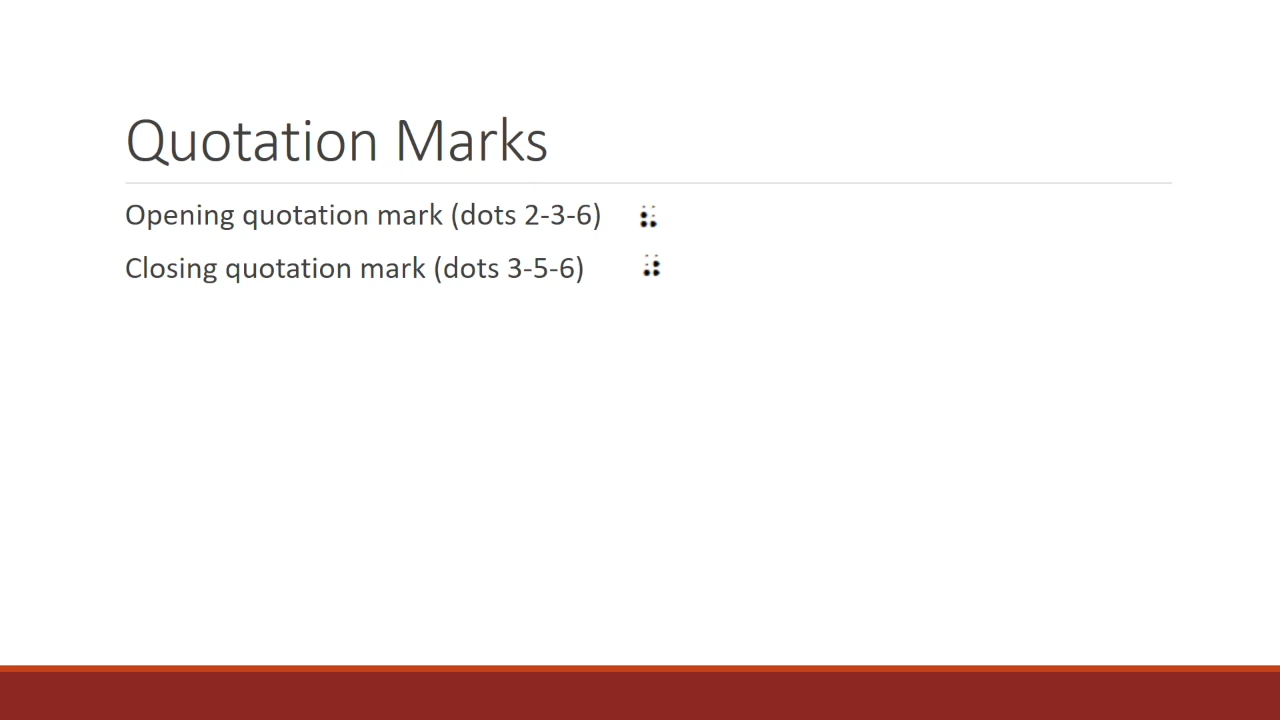 Quotation Marks
Opening quotation mark (dots 2-3-6) ⠦
Closing quotation mark (dots 3-5-6) ⠴